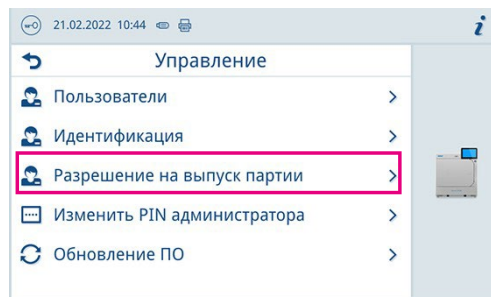 21.02.2022 10:44
i
Управление
Пользователи
Идентификация
Разрешение на выпуск партии
Изменить PIN администратора
Обновление ПО